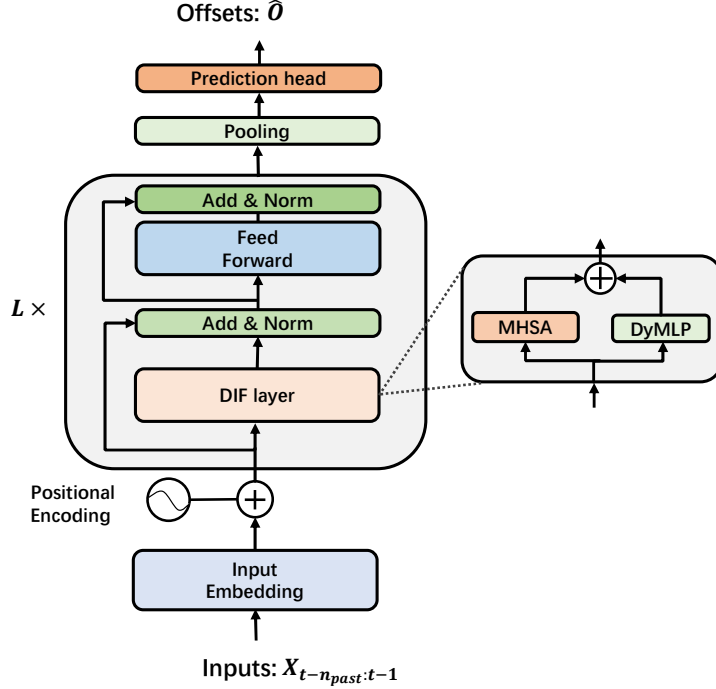 Offsets: Ô
Prediction head
Pooling
Add & Norm
Feed
Forward
L ×
Add & Norm
MHSA
DyMLP
DIF layer
Positional
Encoding
Input
Embedding
Inputs: X_{t-n_{past}:t-1}